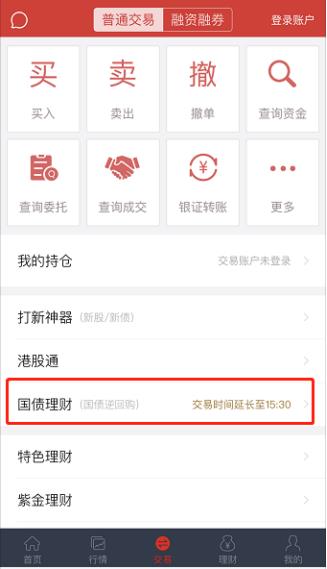 普通交易 融资融券 登录账户
买 卖 撤
买入 卖出 撤单 查询资金
查询委托 查询成交 银证转账 更多
我的持仓 交易账户未登录
打新神器 (新股/新债)
港股通
国债理财 (国债逆回购) 交易时间延长至15:30
特色理财
紫金理财
首页 行情 交易 理财 我的